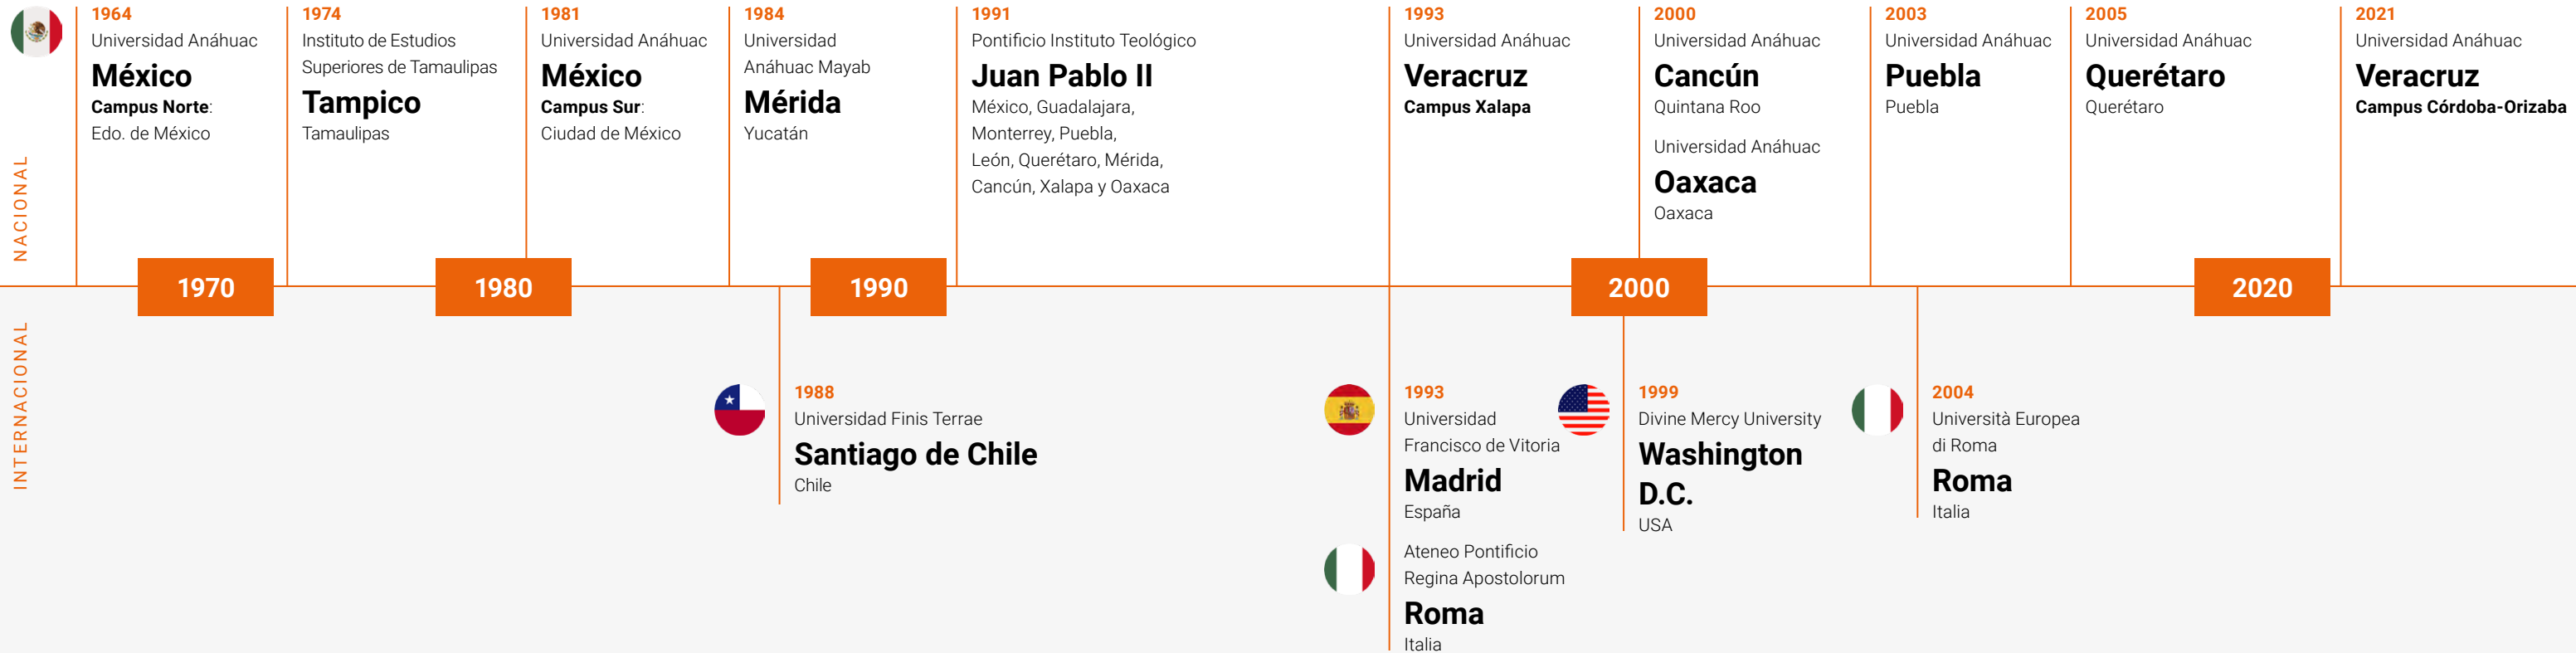 NACIONAL
1964
Universidad Anáhuac
México
Campus Norte:
Edo. de México
1974
Instituto de Estudios
Superiores de Tamaulipas
Tampico
Tamaulipas
1981
Universidad Anáhuac
México
Campus Sur:
Ciudad de México
1984
Universidad
Anáhuac Mayab
Mérida
Yucatán
1991
Pontificio Instituto Teológico
Juan Pablo II
México, Guadalajara,
Monterrey, Puebla,
León, Querétaro, Mérida,
Cancún, Xalapa y Oaxaca
1993
Universidad Anáhuac
Veracruz
Campus Xalapa
2000
Universidad Anáhuac
Cancún
Quintana Roo
Universidad Anáhuac
Oaxaca
Oaxaca
2003
Universidad Anáhuac
Puebla
Puebla
2005
Universidad Anáhuac
Querétaro
Querétaro
2021
Universidad Anáhuac
Veracruz
Campus Córdoba-Orizaba
1970
1980
1990
2000
2020
INTERNACIONAL
1988
Universidad Finis Terrae
Santiago de Chile
Chile
1993
Universidad
Francisco de Vitoria
Madrid
España
Ateneo Pontificio
Regina Apostolorum
Roma
Italia
1999
Divine Mercy University
Washington
D.C.
USA
2004
Università Europea
di Roma
Roma
Italia